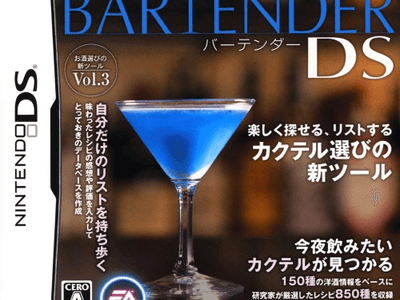 BARTENDER
バーテンダー
DS
お酒選びの
新ツール
Vol.3
NINTENDO DS
自分だけのリストを持ち歩く
味わったレシピの感想や評価を入力して
とっておきのデータベースを作成
楽しく探せる、リストする
カクテル選びの
新ツール
今夜飲みたい
カクテルが見つかる
150種の洋酒情報をベースに
研究家が厳選したレシピ850種を収録
CERO
A
EA